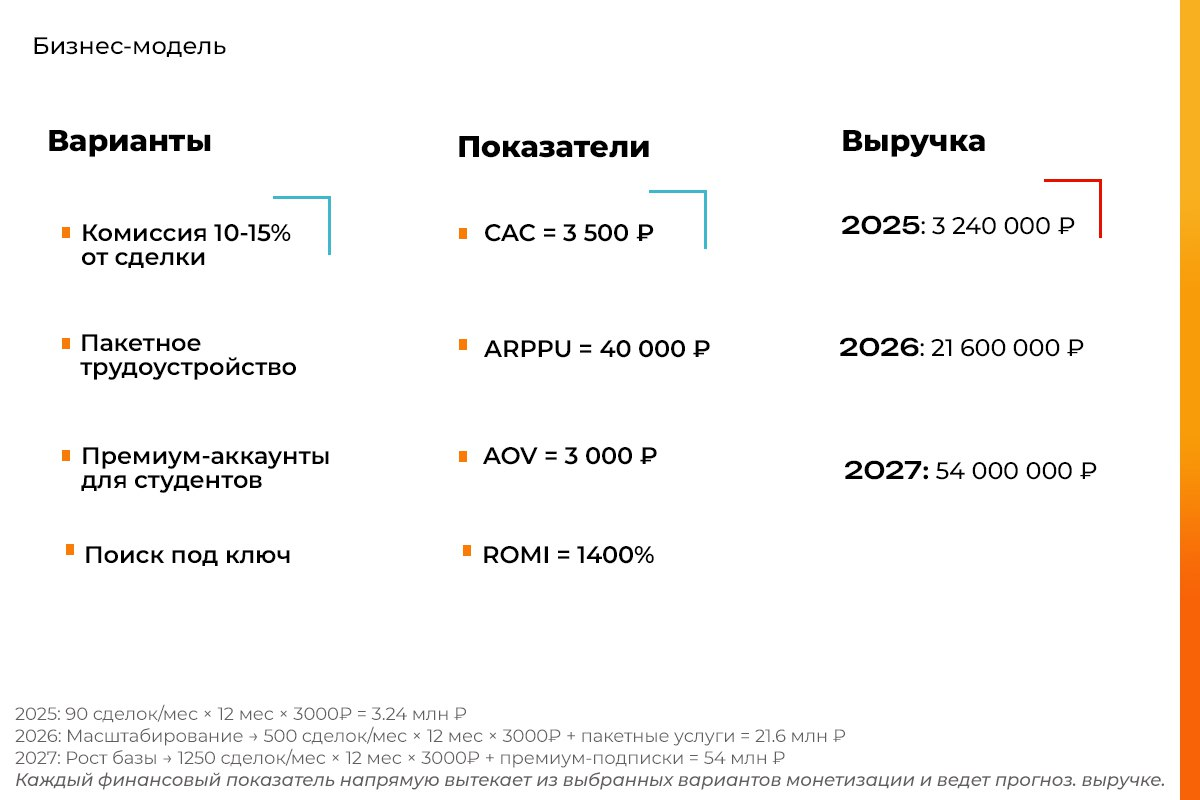 Бизнес-модель
Варианты
Комиссия 10-15%
от сделки
Пакетное
трудоустройство
Премиум-аккаунты
для студентов
Поиск под ключ
Показатели
CAC = 3 500 ₽
ARPPU = 40 000 ₽
AOV = 3 000 ₽
ROMI = 1400%
Выручка
2025: 3 240 000 ₽
2026: 21 600 000 ₽
2027: 54 000 000 ₽
2025: 90 сделок/мес × 12 мес × 3000₽ = 3.24 млн ₽
2026: Масштабирование → 500 сделок/мес × 12 мес × 3000₽ + пакетные услуги = 21.6 млн ₽
2027: Рост базы → 1250 сделок/мес × 12 мес × 3000₽ + премиум-подписки = 54 млн ₽
Каждый финансовый показатель напрямую вытекает из выбранных вариантов монетизации и ведет прогноз. выручке.